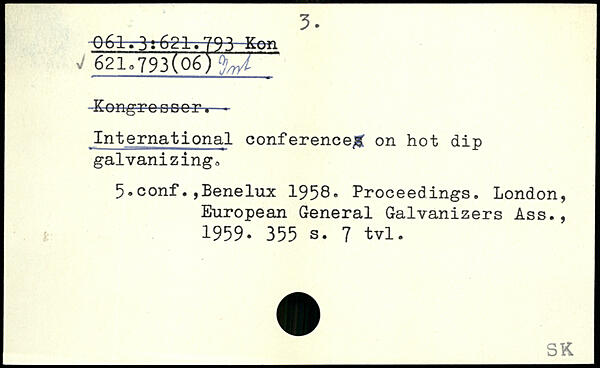 3.
061.3:621.793 Kon
621.793(06) Int
Kongresser.
International conferences on hot dip
galvanizing.
5.conf.,Benelux 1958. Proceedings. London,
European General Galvanizers Ass.,
1959. 355 s. 7 tvl.
SK